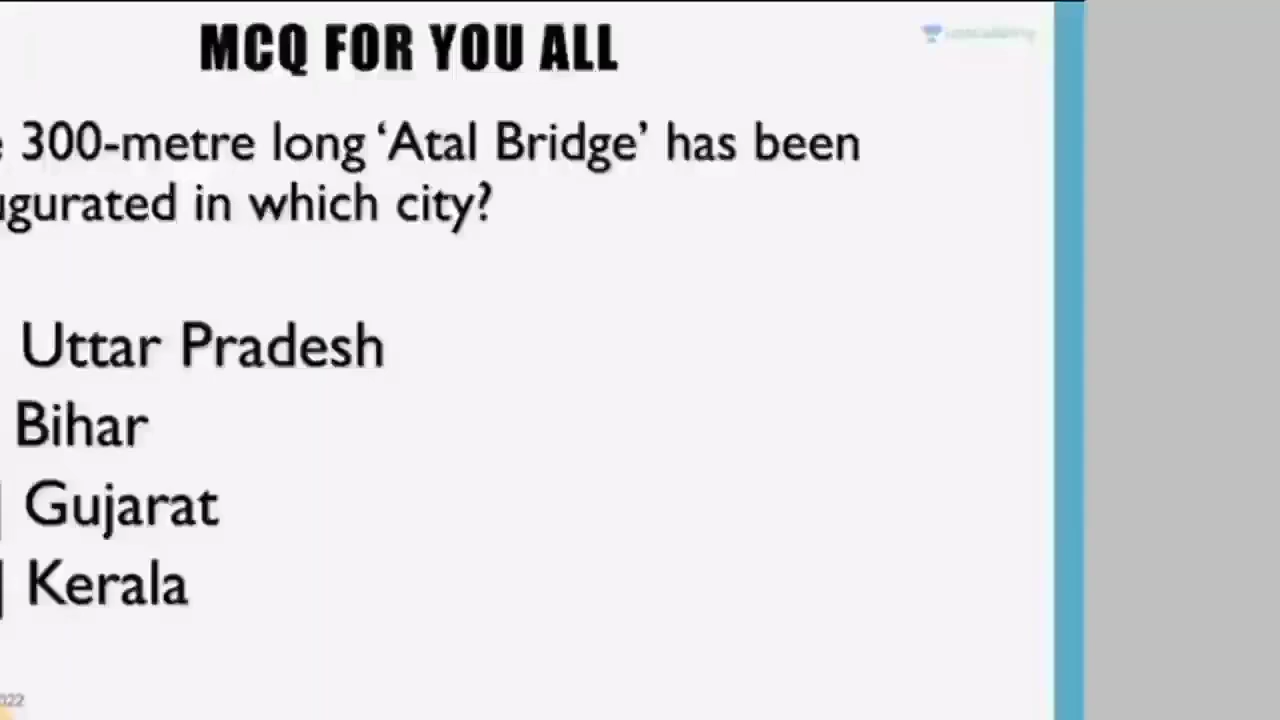 MCQ FOR YOU ALL
300-metre long ‘Atal Bridge’ has been
ugurated in which city?
Uttar Pradesh
Bihar
] Gujarat
] Kerala